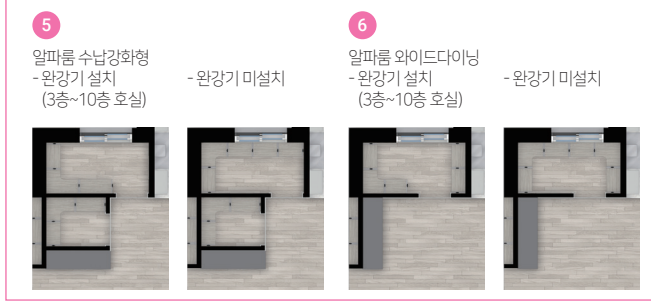 5
알파룸 수납강화형
- 완강기 설치
(3층~10층 호실)
- 완강기 미설치
6
알파룸 와이드다이닝
- 완강기 설치
(3층~10층 호실)
- 완강기 미설치